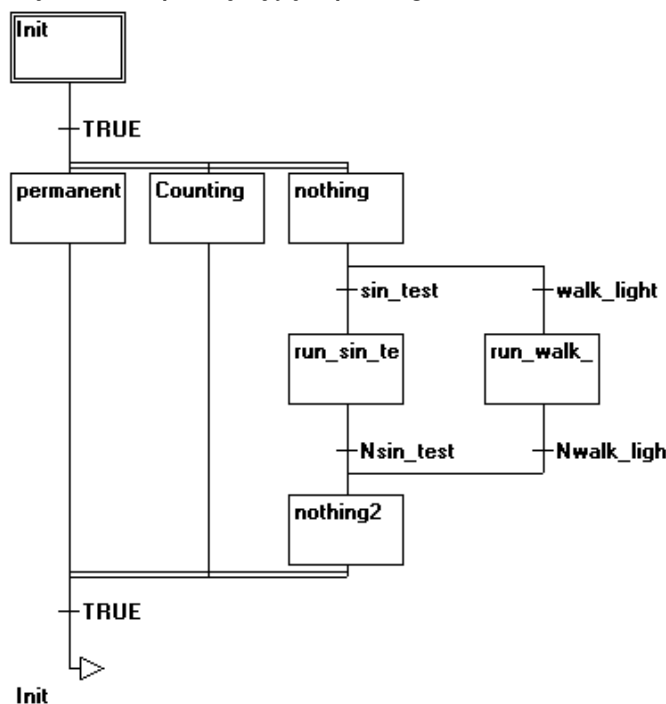 Init
TRUE
permanent Counting nothing
sin_test walk_light
run_sin_te run_walk_
Nsin_test Nwalk_ligh
nothing2
TRUE
Init